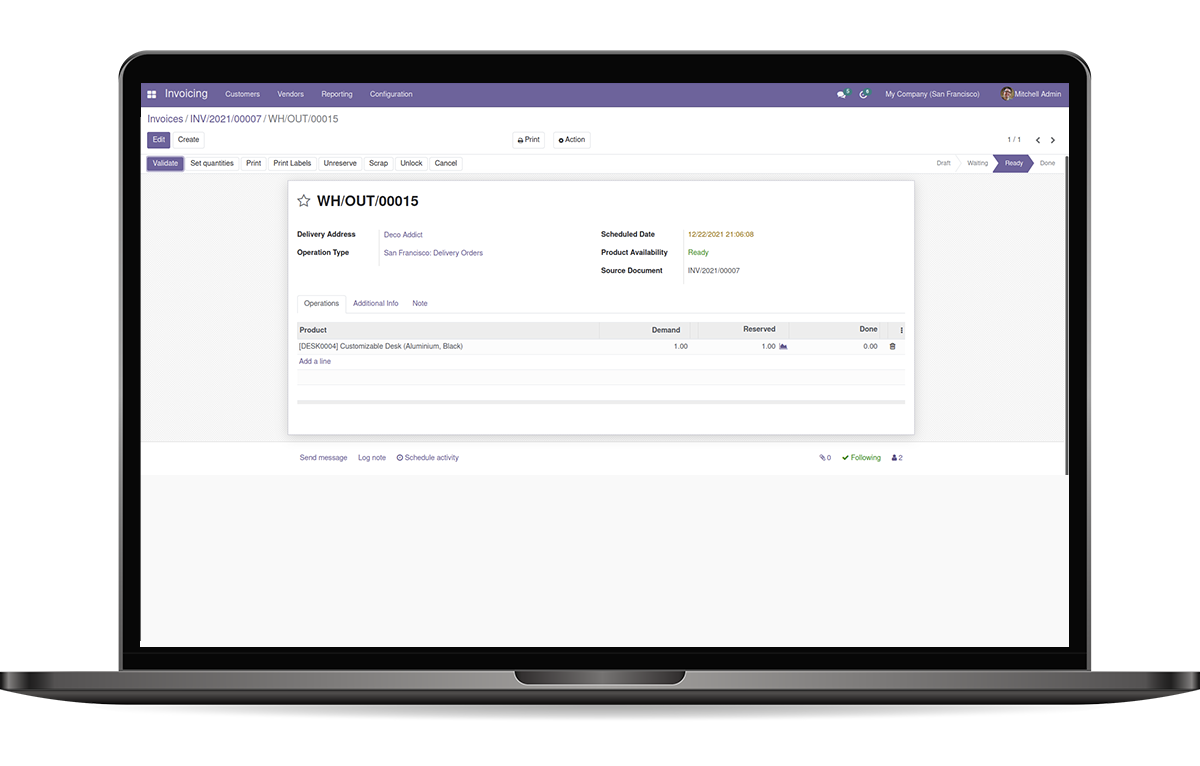 Invoicing Customers Vendors Reporting Configuration 5 6 My Company (San Francisco) Mitchell Admin
Invoices / INV/2021/00007 / WH/OUT/00015
Edit Create Print Action 1 / 1
Validate Set quantities Print Print Labels Unreserve Scrap Unlock Cancel Draft Waiting Ready Done
WH/OUT/00015
Delivery Address Deco Addict Scheduled Date 12/22/2021 21:06:08
Operation Type San Francisco: Delivery Orders Product Availability Ready
Source Document INV/2021/00007
Operations Additional Info Note
Product Demand Reserved Done
[DESK0004] Customizable Desk (Aluminium, Black) 1.00 1.00 0.00
Add a line
Send message Log note Schedule activity 0 Following 2